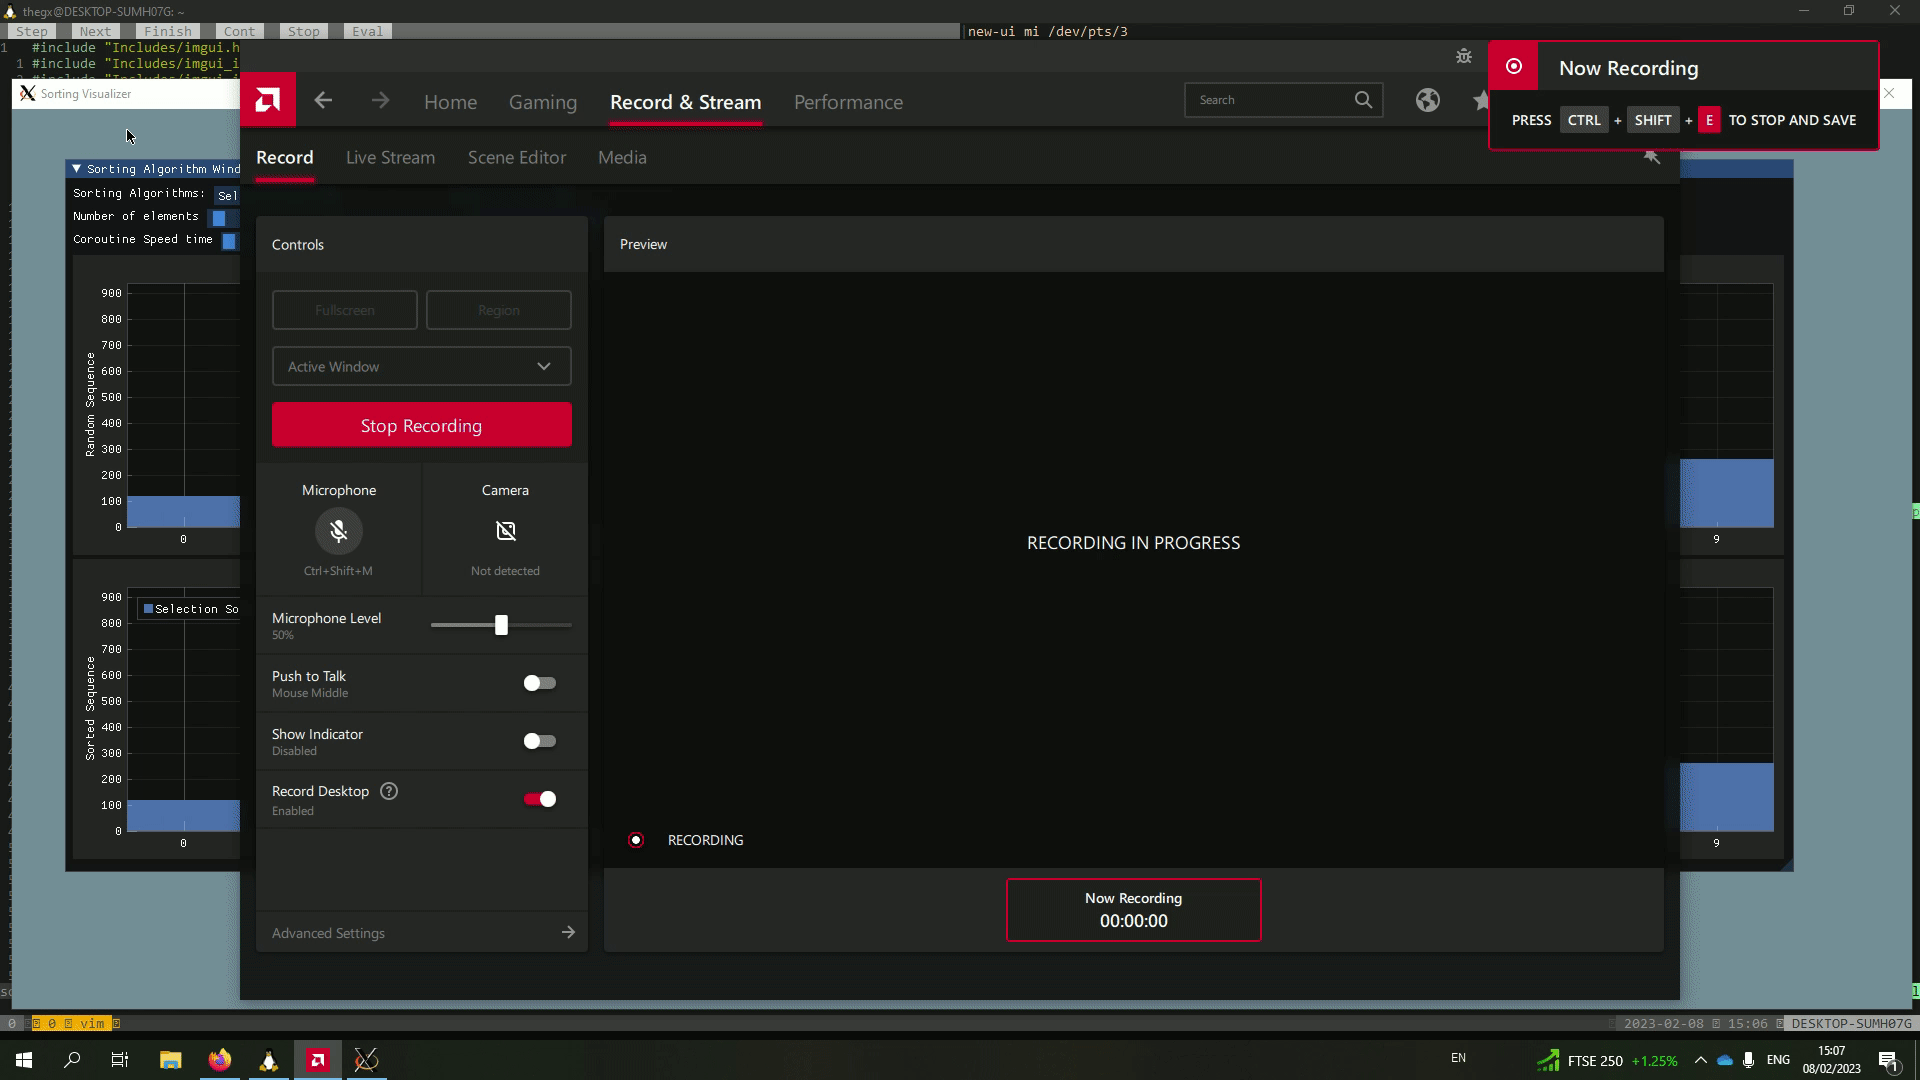 thegx@DESKTOP-SUMH07G: ~
Step Next Finish Cont Stop Eval
new-ui mi /dev/pts/3
1 #include "Includes/imgui.h
1 #include "Includes/imgui_i
Sorting Visualizer
Home Gaming Record & Stream Performance
Search
Now Recording
PRESS CTRL + SHIFT + E TO STOP AND SAVE
Record Live Stream Scene Editor Media
Sorting Algorithm Wind
Sorting Algorithms: Sel
Number of elements
Coroutine Speed time
Controls
Preview
Fullscreen Region
Active Window
Stop Recording
Microphone Camera
Ctrl+Shift+M Not detected
Microphone Level
50%
Push to Talk
Mouse Middle
Show Indicator
Disabled
Record Desktop ?
Enabled
Advanced Settings
RECORDING IN PROGRESS
RECORDING
Now Recording
00:00:00
Random Sequence
900
800
700
600
500
400
300
200
100
0
0
9
Sorted Sequence
Selection So
900
800
700
600
500
400
300
200
100
0
0
9
0 0 vim
2023-02-08 15:06 DESKTOP-SUMH07G
EN
FTSE 250 +1.25%
ENG
15:07
08/02/2023
1